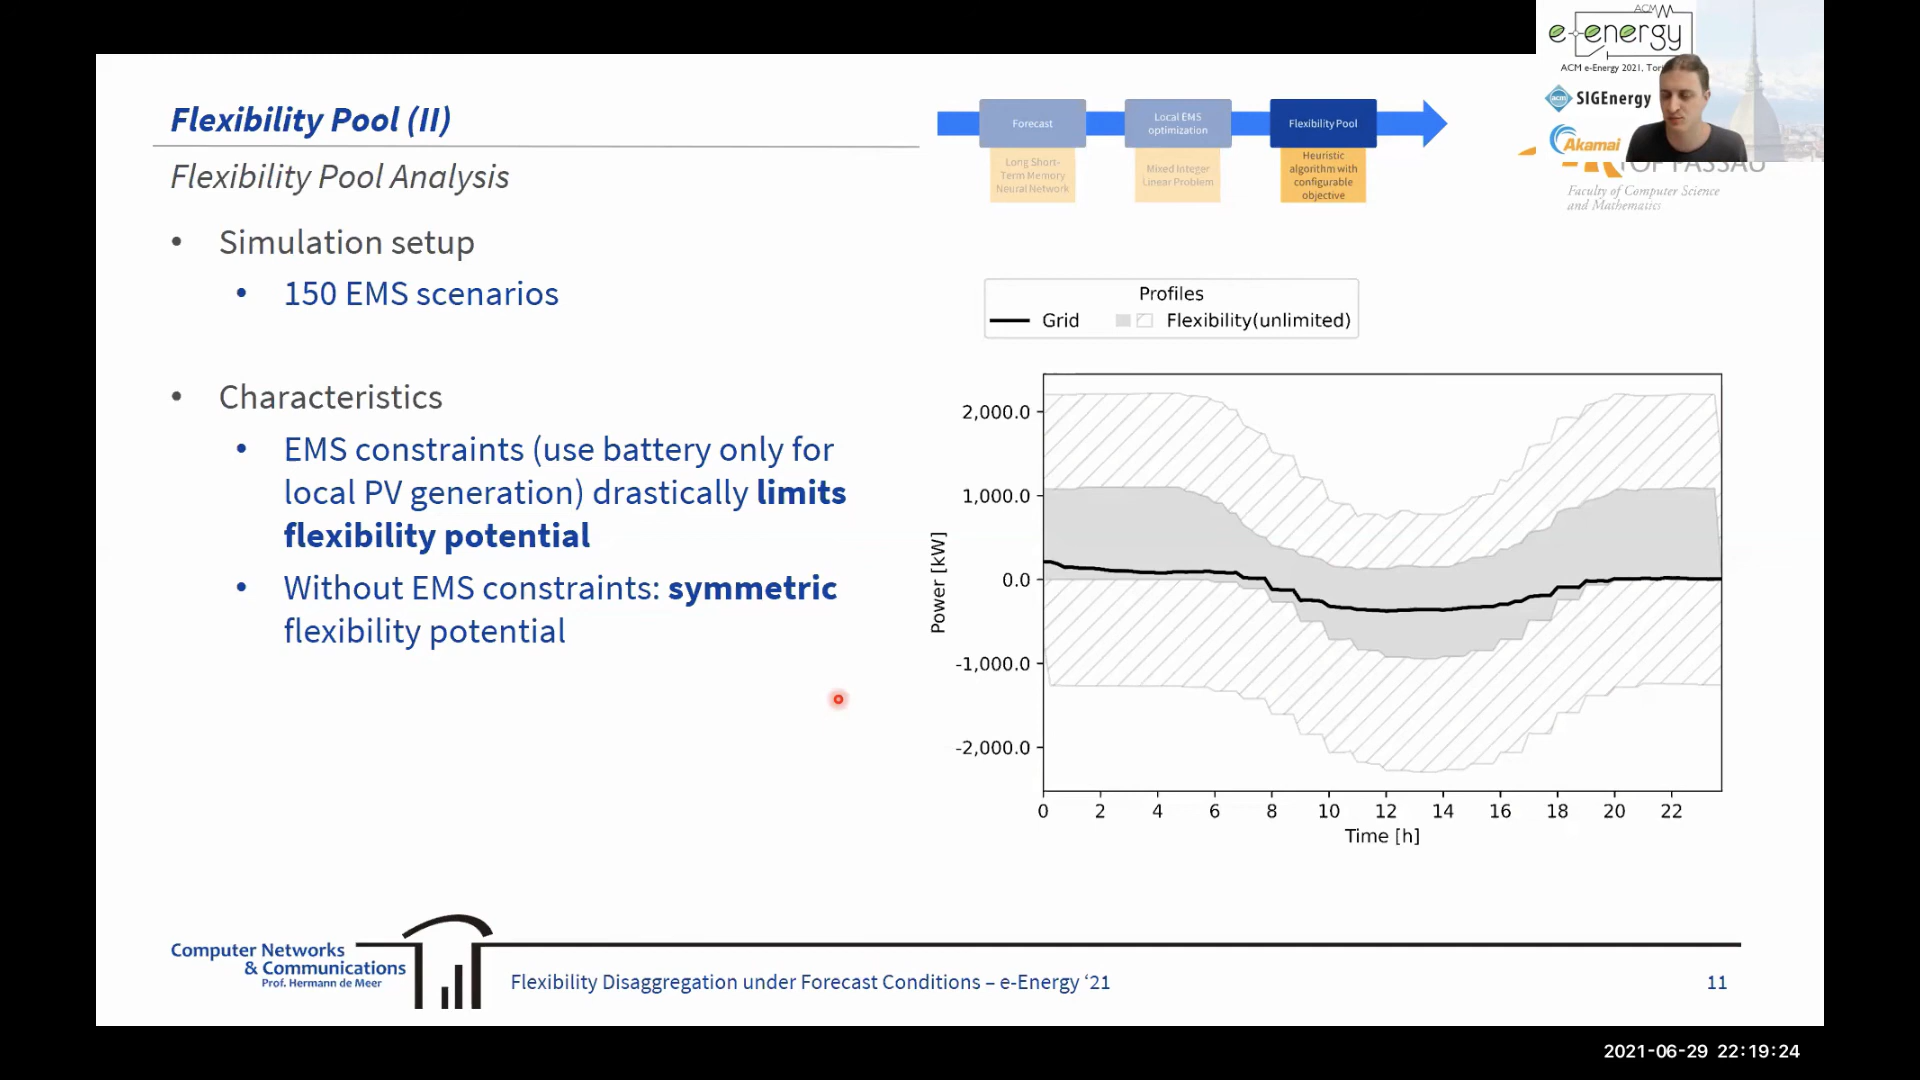 ACM
e-energy
ACM e-Energy 2021,
SIGEnergy
Akamai
Flexibility Pool (II)
Flexibility Pool Analysis
Forecast
Local EMS
optimization
Flexibility Pool
Long Short-
Term Memory
Neural Network
Mixed Integer
Linear Problem
Heuristic
algorithm with
configurable
objective
OF PASSAU
Faculty of Computer Science
and Mathematics
• Simulation setup
• 150 EMS scenarios
• Characteristics
• EMS constraints (use battery only for
local PV generation) drastically limits
flexibility potential
• Without EMS constraints: symmetric
flexibility potential
Profiles
Grid
Flexibility(unlimited)
Power [kW]
2,000.0
1,000.0
0.0
-1,000.0
-2,000.0
0 2 4 6 8 10 12 14 16 18 20 22
Time [h]
Computer Networks
& Communications
Prof. Hermann de Meer
Flexibility Disaggregation under Forecast Conditions – e-Energy ‘21
11
2021-06-29 22:19:24